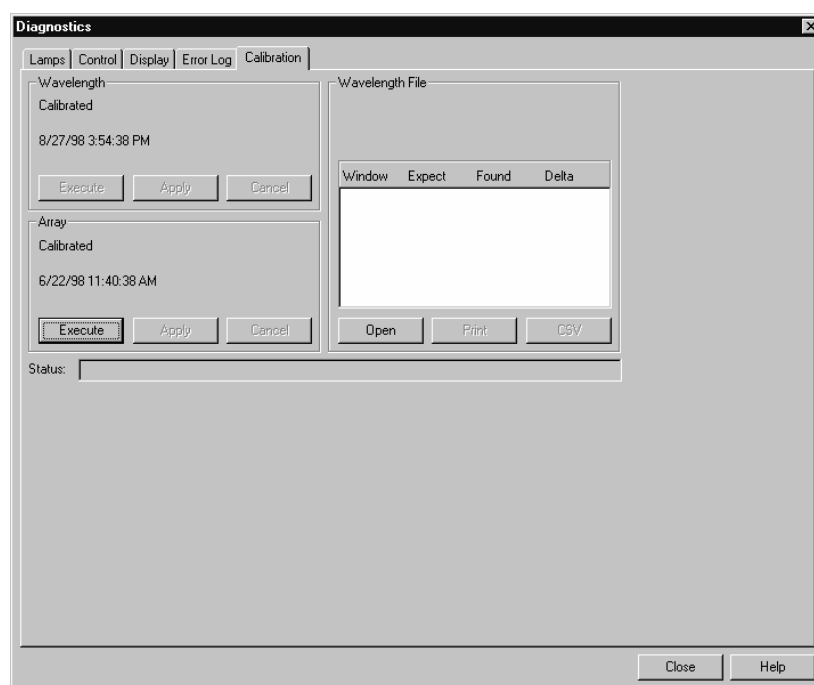 Diagnostics
Lamps Control Display Error Log Calibration
Wavelength
Calibrated
8/27/98 3:54:38 PM
Execute Apply Cancel
Array
Calibrated
6/22/98 11:40:38 AM
Execute Apply Cancel
Wavelength File
Window Expect Found Delta
Open Print CSV
Status:
Close Help